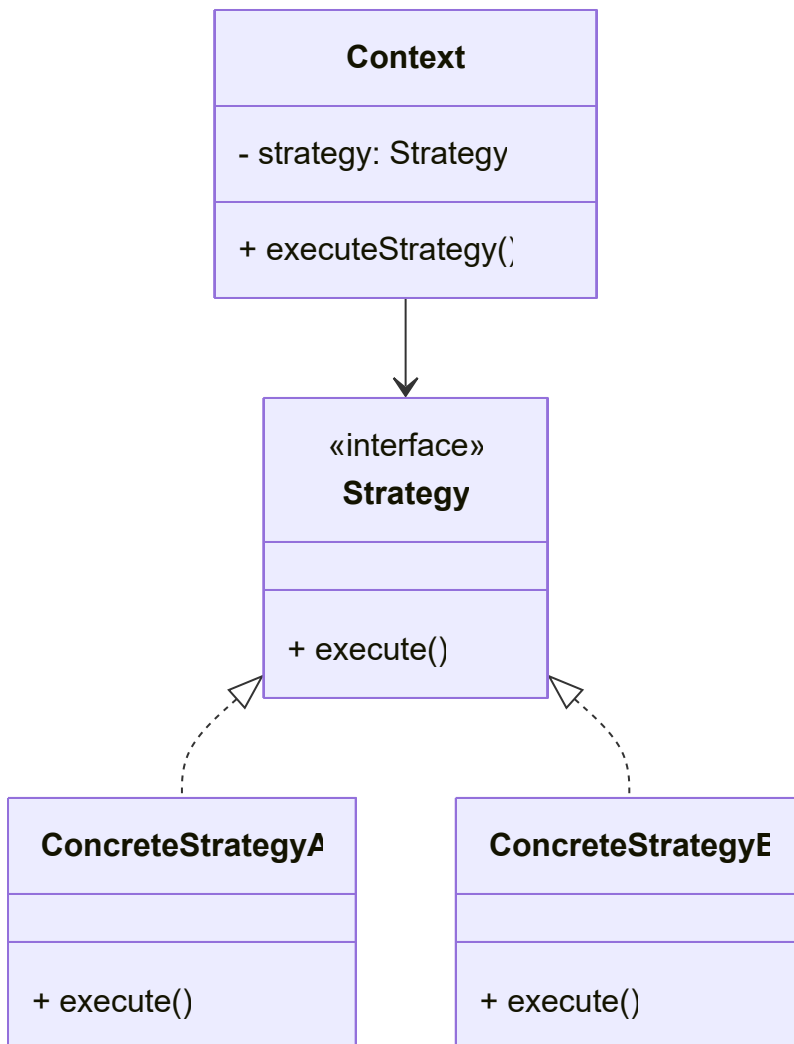 Context
- strategy: Strategy
+ executeStrategy()
«interface»
Strategy
+ execute()
ConcreteStrategyA
ConcreteStrategyB
+ execute()
+ execute()